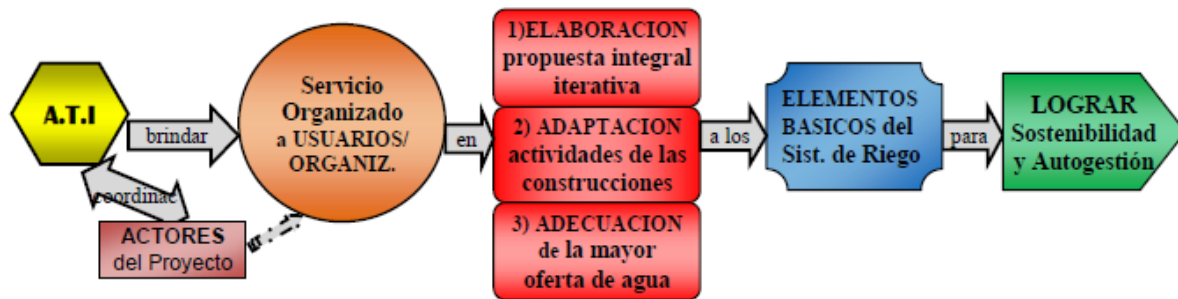 A.T.I
brindar
coordinac
ACTORES
del Proyecto
Servicio
Organizado
a USUARIOS/
ORGANIZ.
en
1)ELABORACION
propuesta integral
iterativa
2) ADAPTACION
actividades de las
construcciones
3) ADECUACION
de la mayor
oferta de agua
a los
ELEMENTOS
BASICOS del
Sist. de Riego
para
LOGRAR
Sostenibilidad
y Autogestión